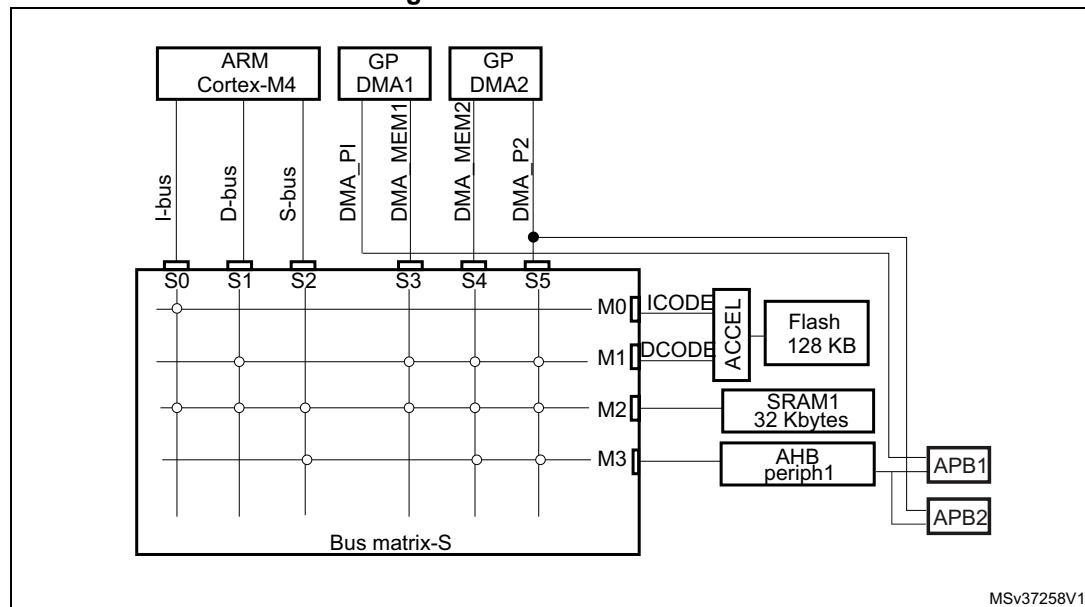 ARM
Cortex-M4
GP
DMA1
GP
DMA2
I-bus
D-bus
S-bus
DMA_PI
DMA_MEM1
DMA_MEM2
DMA_P2
S0 S1 S2 S3 S4 S5
M0 ICODE
M1 DCODE
ACCEL
Flash
128 KB
M2
SRAM1
32 Kbytes
M3
AHB
periph1
APB1
APB2
Bus matrix-S
MSv37258V1